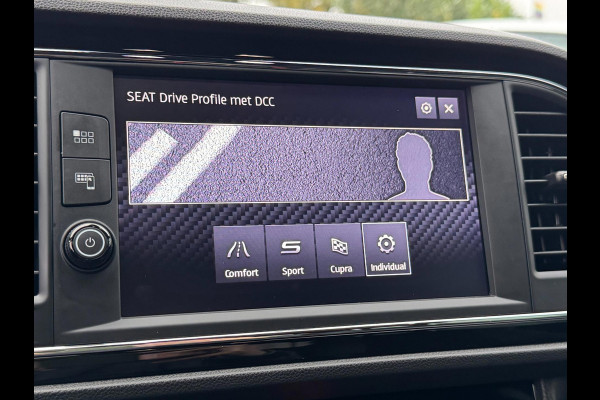 SEAT Drive Profile met DCC
Comfort
Sport
Cupra
Individual